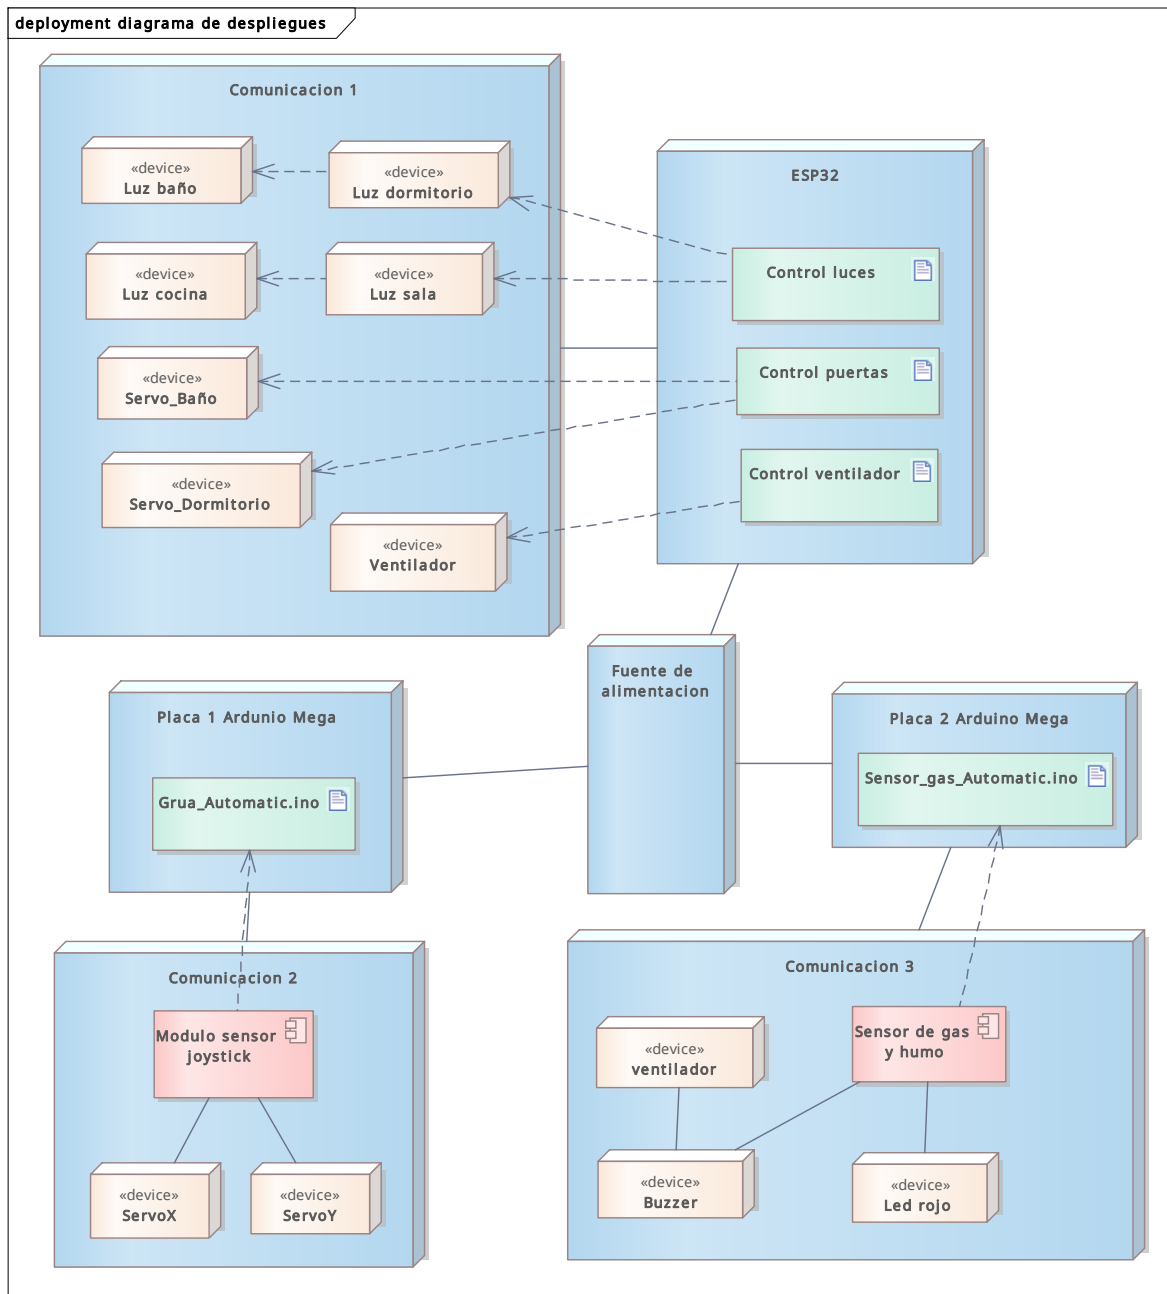 deployment diagrama de despliegues
Comunicacion 1
«device»
Luz baño
«device»
Luz dormitorio
«device»
Luz cocina
«device»
Luz sala
«device»
Servo_Baño
«device»
Servo_Dormitorio
«device»
Ventilador
ESP32
Control luces
Control puertas
Control ventilador
Fuente de
alimentacion
Placa 1 Ardunio Mega
Grua_Automatic.ino
Placa 2 Arduino Mega
Sensor_gas_Automatic.ino
Comunicacion 2
Modulo sensor
joystick
«device»
ServoX
«device»
ServoY
Comunicacion 3
«device»
ventilador
Sensor de gas
y humo
«device»
Buzzer
«device»
Led rojo